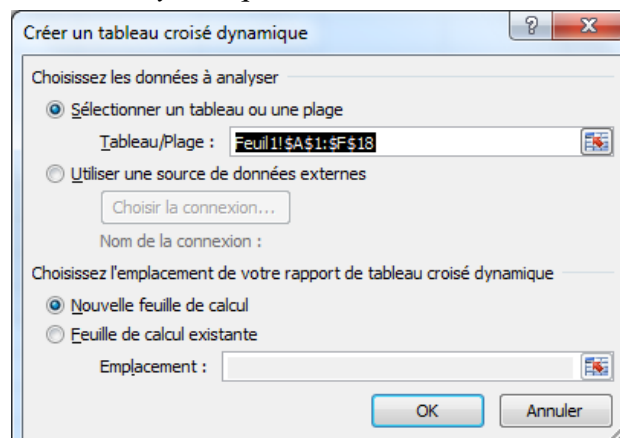 Créer un tableau croisé dynamique
Choisissez les données à analyser
Sélectionner un tableau ou une plage
Tableau/Plage :
Feuil1!$A$1:$F$18
Utiliser une source de données externes
Choisir la connexion...
Nom de la connexion :
Choisissez l'emplacement de votre rapport de tableau croisé dynamique
Nouvelle feuille de calcul
Feuille de calcul existante
Emplacement :
OK
Annuler